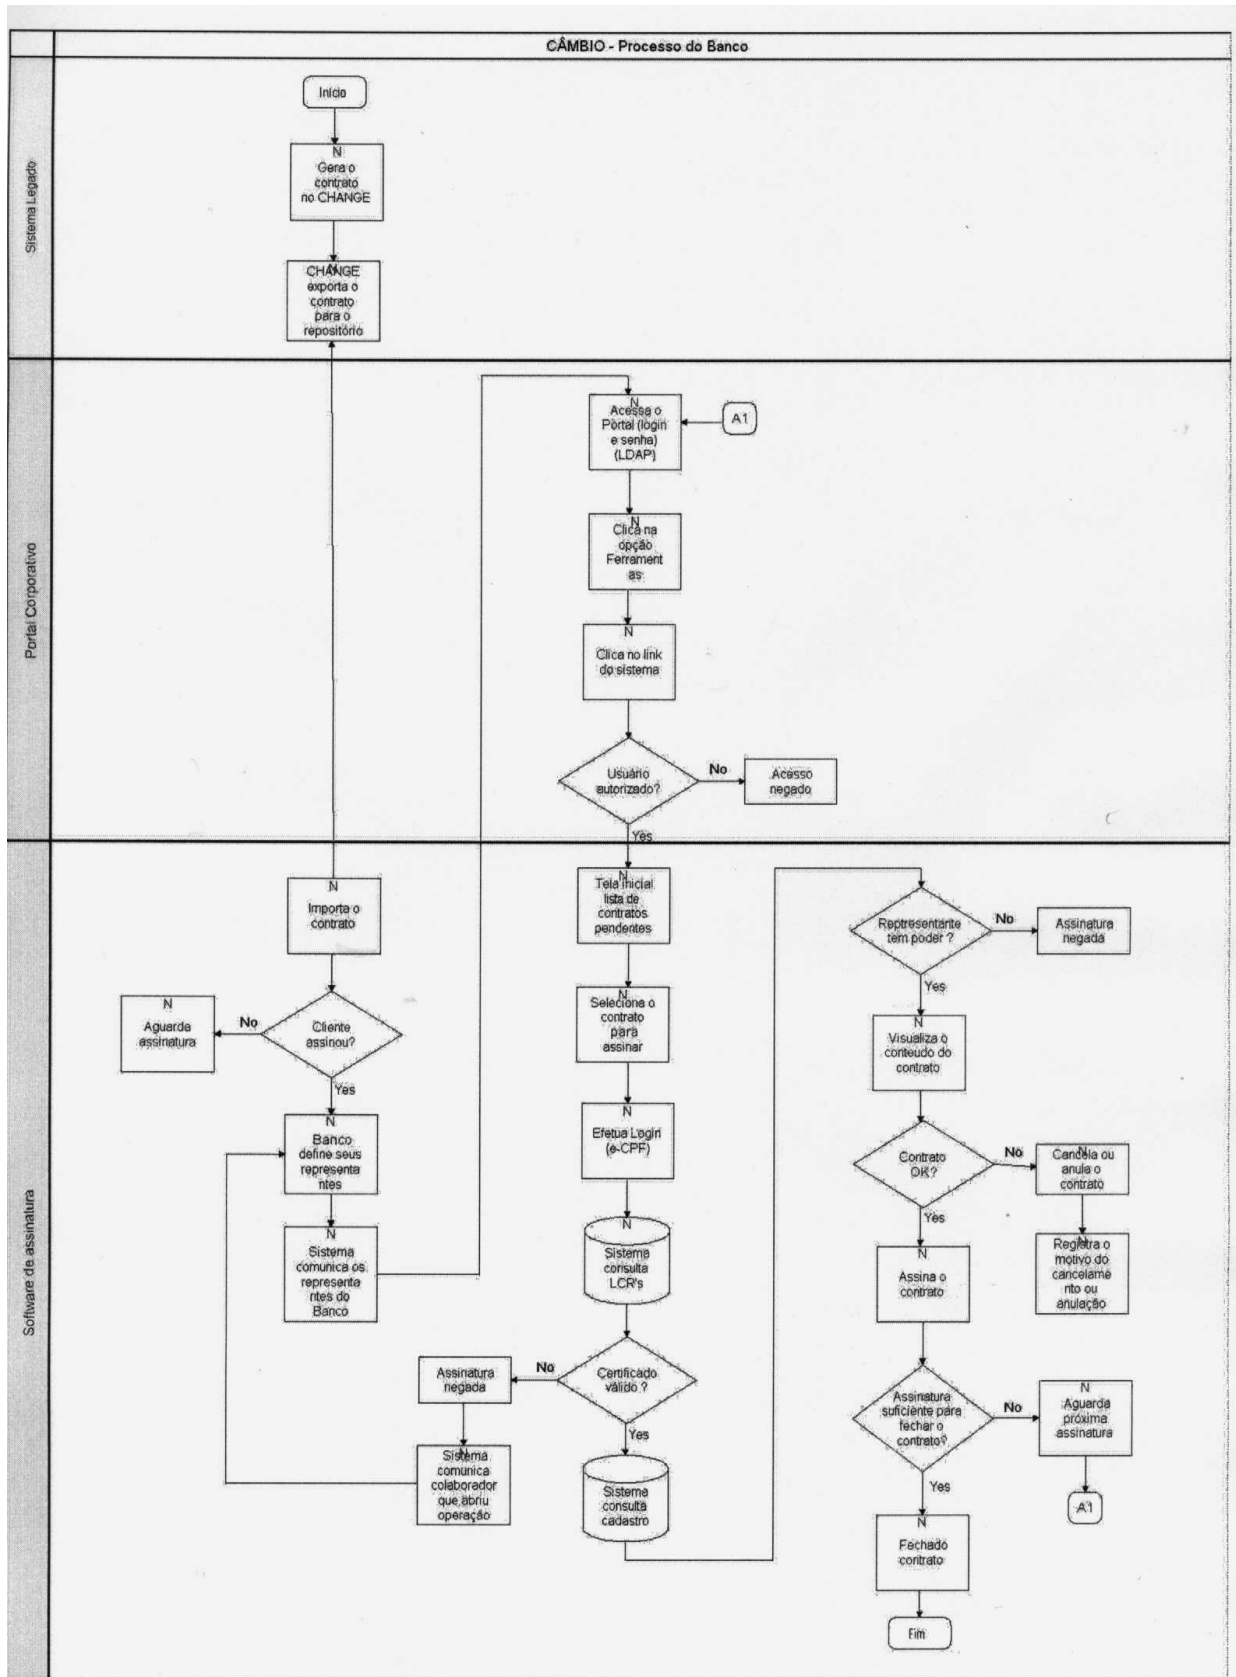 CÂMBIO - Processo do Banco
Sistema Legado
Início
N
Gera o
contrato
no CHANGE
N
CHANGE
exporta o
contrato
para o
repositório
Portal Corporativo
N
Acessa o
Portal (login
e senha)
(LDAP)
A1
N
Clica na
opção
Ferrament
as
N
Clica no link
do sistema
Usuário
autorizado?
No
Acesso
negado
Yes
Software de assinatura
N
Importa o
contrato
Cliente
assinou?
No
N
Aguarda
assinatura
Yes
N
Banco
define seus
representa
ntes
N
Sistema
comunica os
representa
ntes do
Banco
N
Tela inicial
lista de
contratos
pendentes
N
Seleciona o
contrato
para
assinar
N
Efetua Login
(e-CPF)
N
Sistema
consulta
LCR's
Certificado
válido ?
No
Assinatura
negada
N
Sistema
comunica
colaborador
que abriu
operação
Yes
Sistema
consulta
cadastro
Reptresentante
tem poder ?
No
Assinatura
negada
Yes
N
Visualiza o
conteudo do
contrato
Contrato
OK?
No
N
Cancela ou
anula o
contrato
N
Registra o
motivo do
cancelame
nto ou
anulação
Yes
N
Assina o
contrato
Assinatura
suficiente para
fechar o
contrato?
No
N
Aguarda
próxima
assinatura
A1
Yes
N
Fechado
contrato
Fim